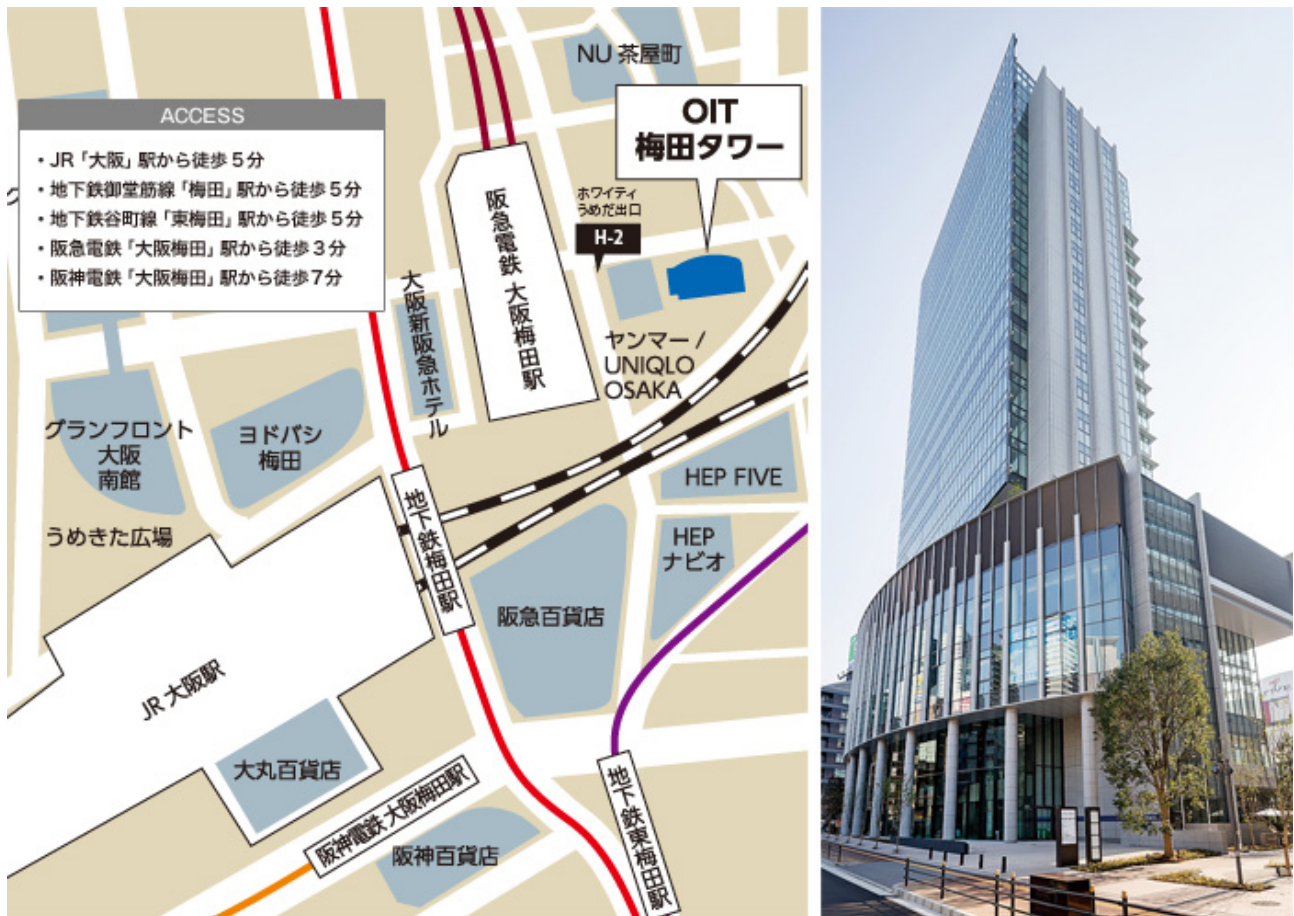 ACCESS
・JR「大阪」駅から徒歩5分
・地下鉄御堂筋線「梅田」駅から徒歩5分
・地下鉄谷町線「東梅田」駅から徒歩5分
・阪急電鉄「大阪梅田」駅から徒歩3分
・阪神電鉄「大阪梅田」駅から徒歩7分
NU 茶屋町
OIT
梅田タワー
ホワイティ
うめだ出口
H-2
阪急電鉄 大阪梅田駅
大阪新阪急ホテル
ヤンマー /
UNIQLO
OSAKA
グランフロント
大阪
南館
ヨドバシ
梅田
うめきた広場
地下鉄梅田駅
HEP FIVE
HEP
ナビオ
阪急百貨店
JR 大阪駅
大丸百貨店
阪神電鉄 大阪梅田駅
阪神百貨店
地下鉄東梅田駅